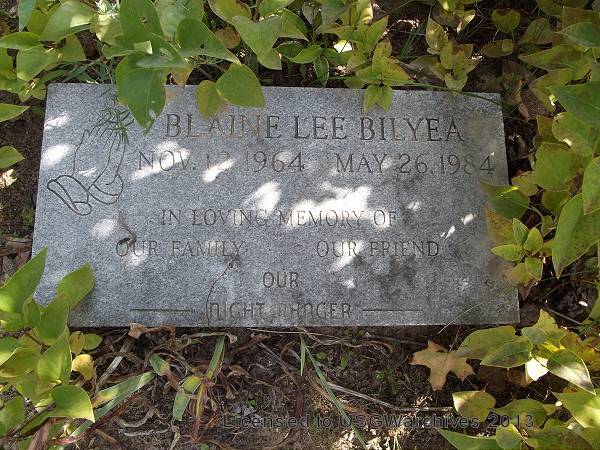 BLAINE LEE BILYEA
NOV. 12 1964 MAY 26, 1984
IN LOVING MEMORY OF
OUR FAMILY OUR FRIEND
OUR
NIGHT RANGER
Licensed to USGWarchives 2013